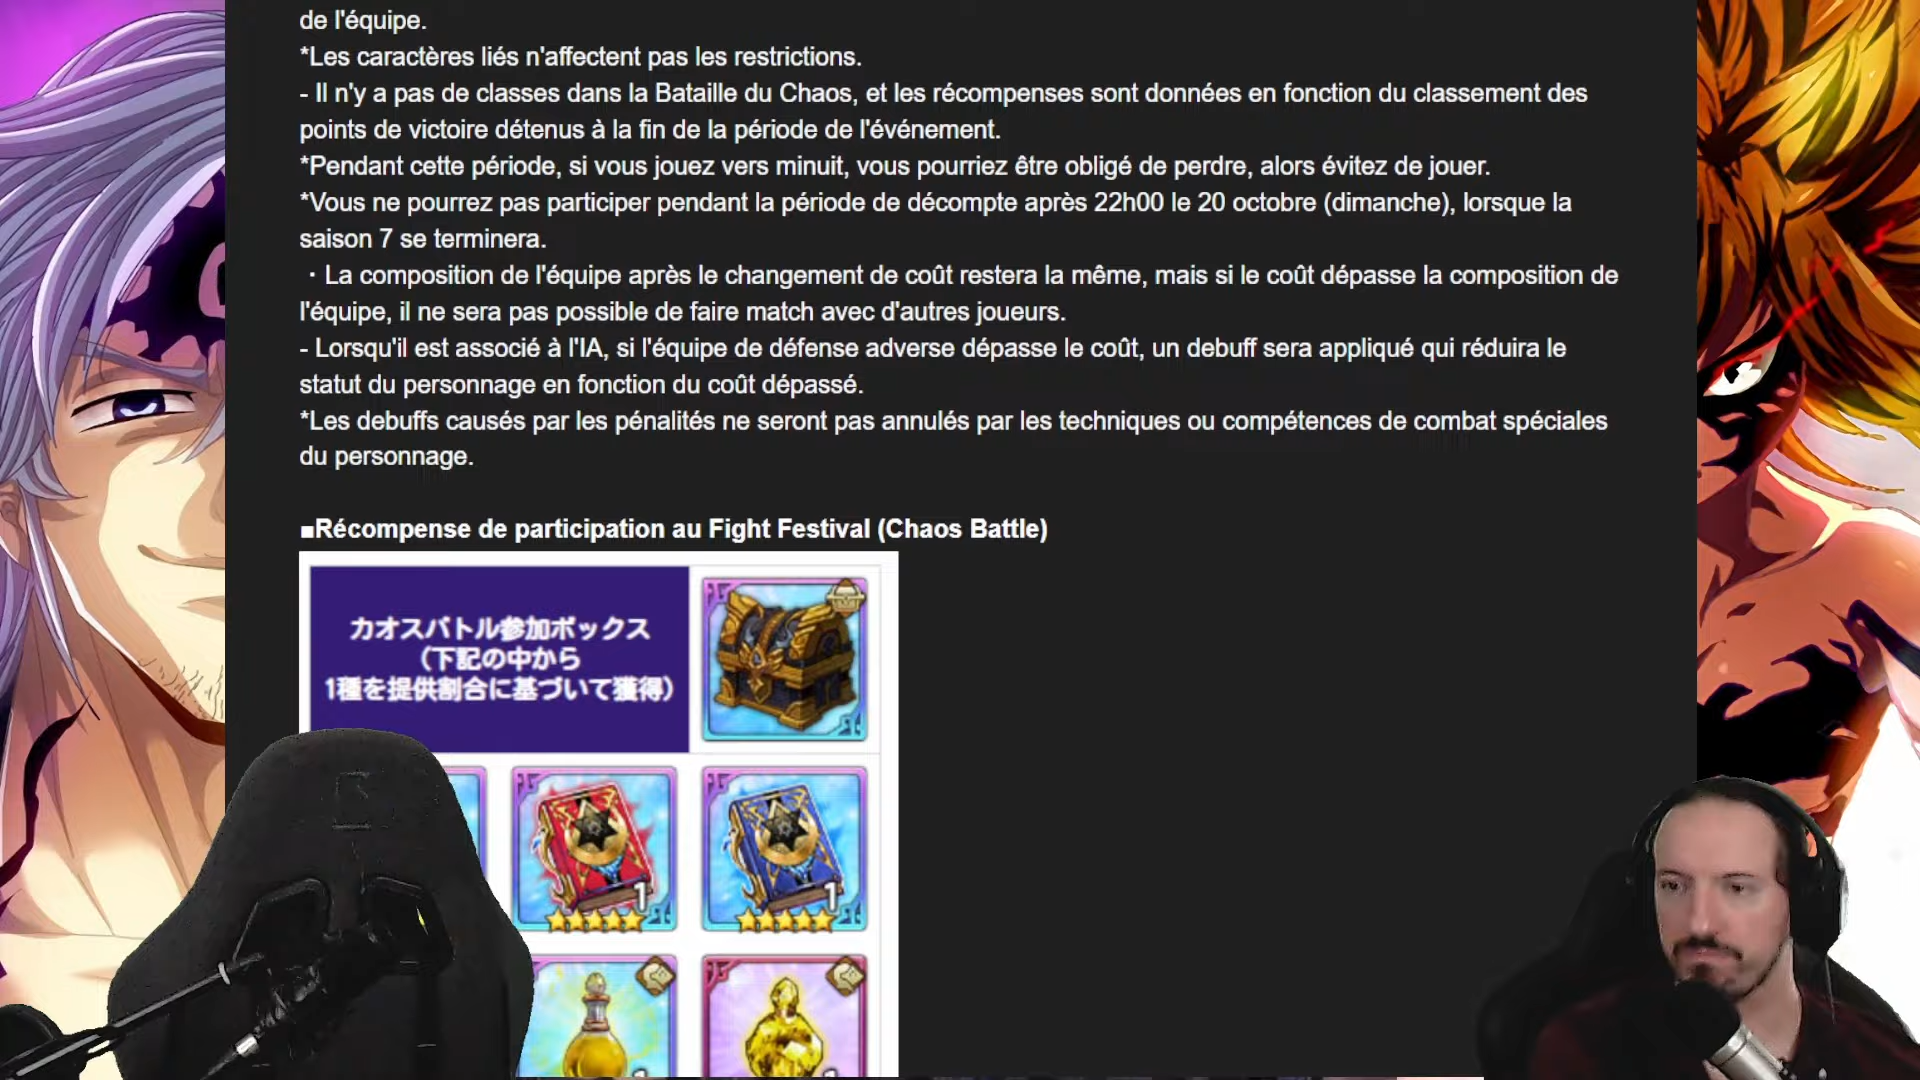 de l'équipe.
*Les caractères liés n'affectent pas les restrictions.
- Il n'y a pas de classes dans la Bataille du Chaos, et les récompenses sont données en fonction du classement des
points de victoire détenus à la fin de la période de l'événement.
*Pendant cette période, si vous jouez vers minuit, vous pourriez être obligé de perdre, alors évitez de jouer.
*Vous ne pourrez pas participer pendant la période de décompte après 22h00 le 20 octobre (dimanche), lorsque la
saison 7 se terminera.
・La composition de l'équipe après le changement de coût restera la même, mais si le coût dépasse la composition de
l'équipe, il ne sera pas possible de faire match avec d'autres joueurs.
- Lorsqu'il est associé à l'IA, si l'équipe de défense adverse dépasse le coût, un debuff sera appliqué qui réduira le
statut du personnage en fonction du coût dépassé.
*Les debuffs causés par les pénalités ne seront pas annulés par les techniques ou compétences de combat spéciales
du personnage.
■Récompense de participation au Fight Festival (Chaos Battle)
カオスバトル参加ボックス
（下記の中から
1種を提供割合に基づいて獲得）
1
1